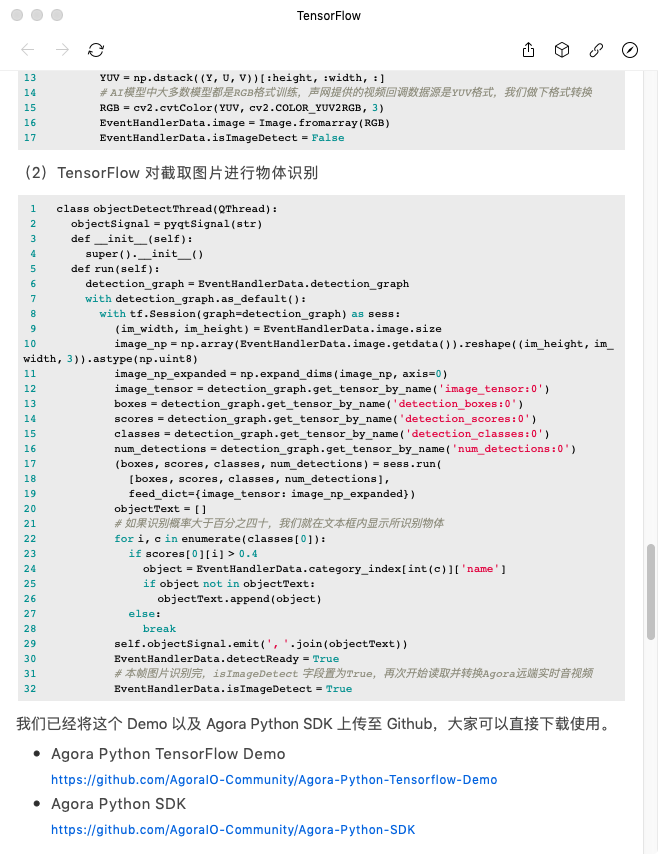 TensorFlow
13 YUV = np.dstack((Y, U, V))[:height, :width, :]
14 # AI模型中大多数模型都是RGB格式训练，声网提供的视频回调数据源是YUV格式，我们做下格式转换
15 RGB = cv2.cvtColor(YUV, cv2.COLOR_YUV2RGB, 3)
16 EventHandlerData.image = Image.fromarray(RGB)
17 EventHandlerData.isImageDetect = False
（2）TensorFlow 对截取图片进行物体识别
1 class objectDetectThread(QThread):
2 objectSignal = pyqtSignal(str)
3 def __init__(self):
4 super().__init__()
5 def run(self):
6 detection_graph = EventHandlerData.detection_graph
7 with detection_graph.as_default():
8 with tf.Session(graph=detection_graph) as sess:
9 (im_width, im_height) = EventHandlerData.image.size
10 image_np = np.array(EventHandlerData.image.getdata()).reshape((im_height, im_
width, 3)).astype(np.uint8)
11 image_np_expanded = np.expand_dims(image_np, axis=0)
12 image_tensor = detection_graph.get_tensor_by_name('image_tensor:0')
13 boxes = detection_graph.get_tensor_by_name('detection_boxes:0')
14 scores = detection_graph.get_tensor_by_name('detection_scores:0')
15 classes = detection_graph.get_tensor_by_name('detection_classes:0')
16 num_detections = detection_graph.get_tensor_by_name('num_detections:0')
17 (boxes, scores, classes, num_detections) = sess.run(
18 [boxes, scores, classes, num_detections],
19 feed_dict={image_tensor: image_np_expanded})
20 objectText = []
21 # 如果识别概率大于百分之四十，我们就在文本框内显示所识别物体
22 for i, c in enumerate(classes[0]):
23 if scores[0][i] > 0.4
24 object = EventHandlerData.category_index[int(c)]['name']
25 if object not in objectText:
26 objectText.append(object)
27 else:
28 break
29 self.objectSignal.emit(', '.join(objectText))
30 EventHandlerData.detectReady = True
31 # 本帧图片识别完，isImageDetect 字段置为True，再次开始读取并转换Agora远端实时音视频
32 EventHandlerData.isImageDetect = True
我们已经将这个 Demo 以及 Agora Python SDK 上传至 Github，大家可以直接下载使用。
• Agora Python TensorFlow Demo
https://github.com/AgoraIO-Community/Agora-Python-Tensorflow-Demo
• Agora Python SDK
https://github.com/AgoraIO-Community/Agora-Python-SDK